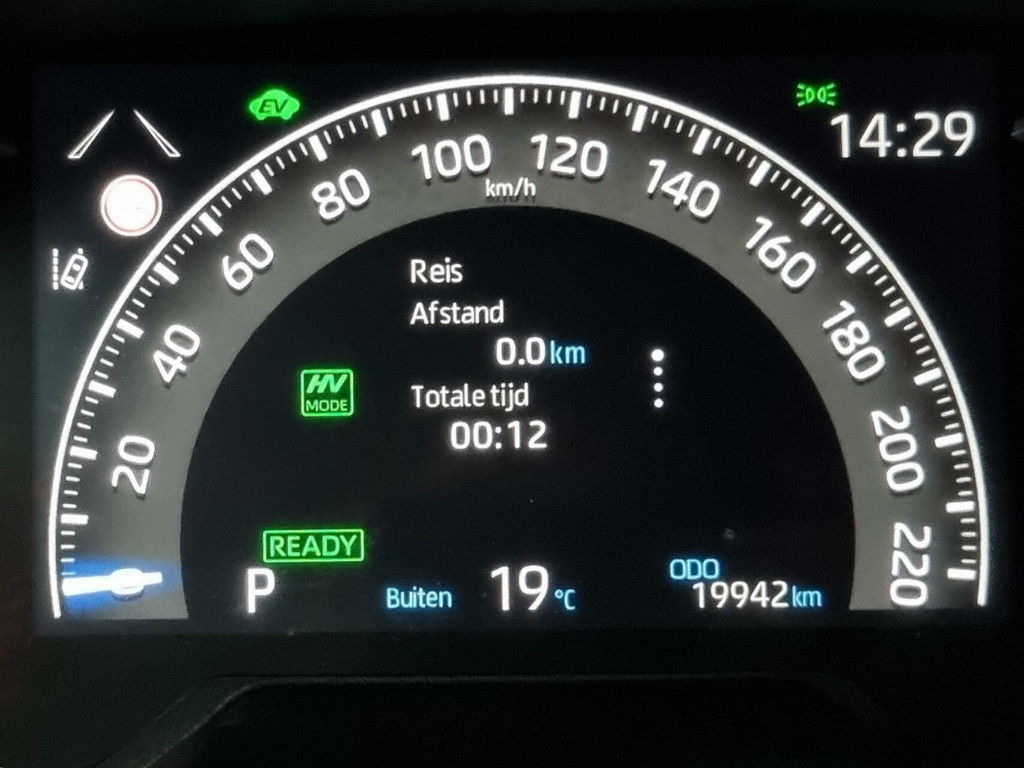 EV
14:29
20
40
60
80
100
120
140
160
180
200
220
km/h
Reis
Afstand
0.0 km
Totale tijd
00:12
HV
MODE
READY
P
Buiten 19 °C
ODO
19942 km